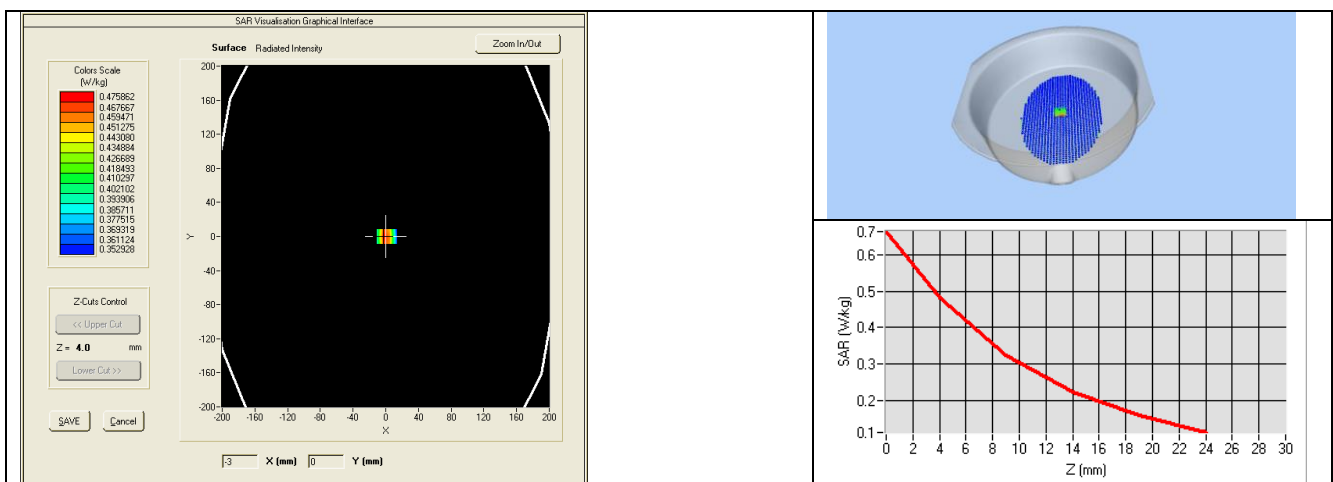 SAR Visualisation Graphical Interface
Surface Radiated Intensity
Zoom In/Out
Colors Scale
(W/kg)
0.475862
0.467667
0.459471
0.451275
0.443080
0.434884
0.426689
0.418493
0.410297
0.402102
0.393906
0.385711
0.377515
0.369319
0.361124
0.352928
Z-Cuts Control
<< Upper Cut
Z = 4.0 mm
Lower Cut >>
SAVE Cancel
200-
160-
120-
80-
40-
Y 0-
-40-
-80-
-120-
-160-
-200-
-200 -160 -120 -80 -40 0 40 80 120 160 200
X
-3 X (mm) 0 Y (mm)
SAR (W/kg)
0.7-
0.6-
0.5-
0.4-
0.3-
0.2-
0.1-
0 2 4 6 8 10 12 14 16 18 20 22 24 26 28 30
Z (mm)